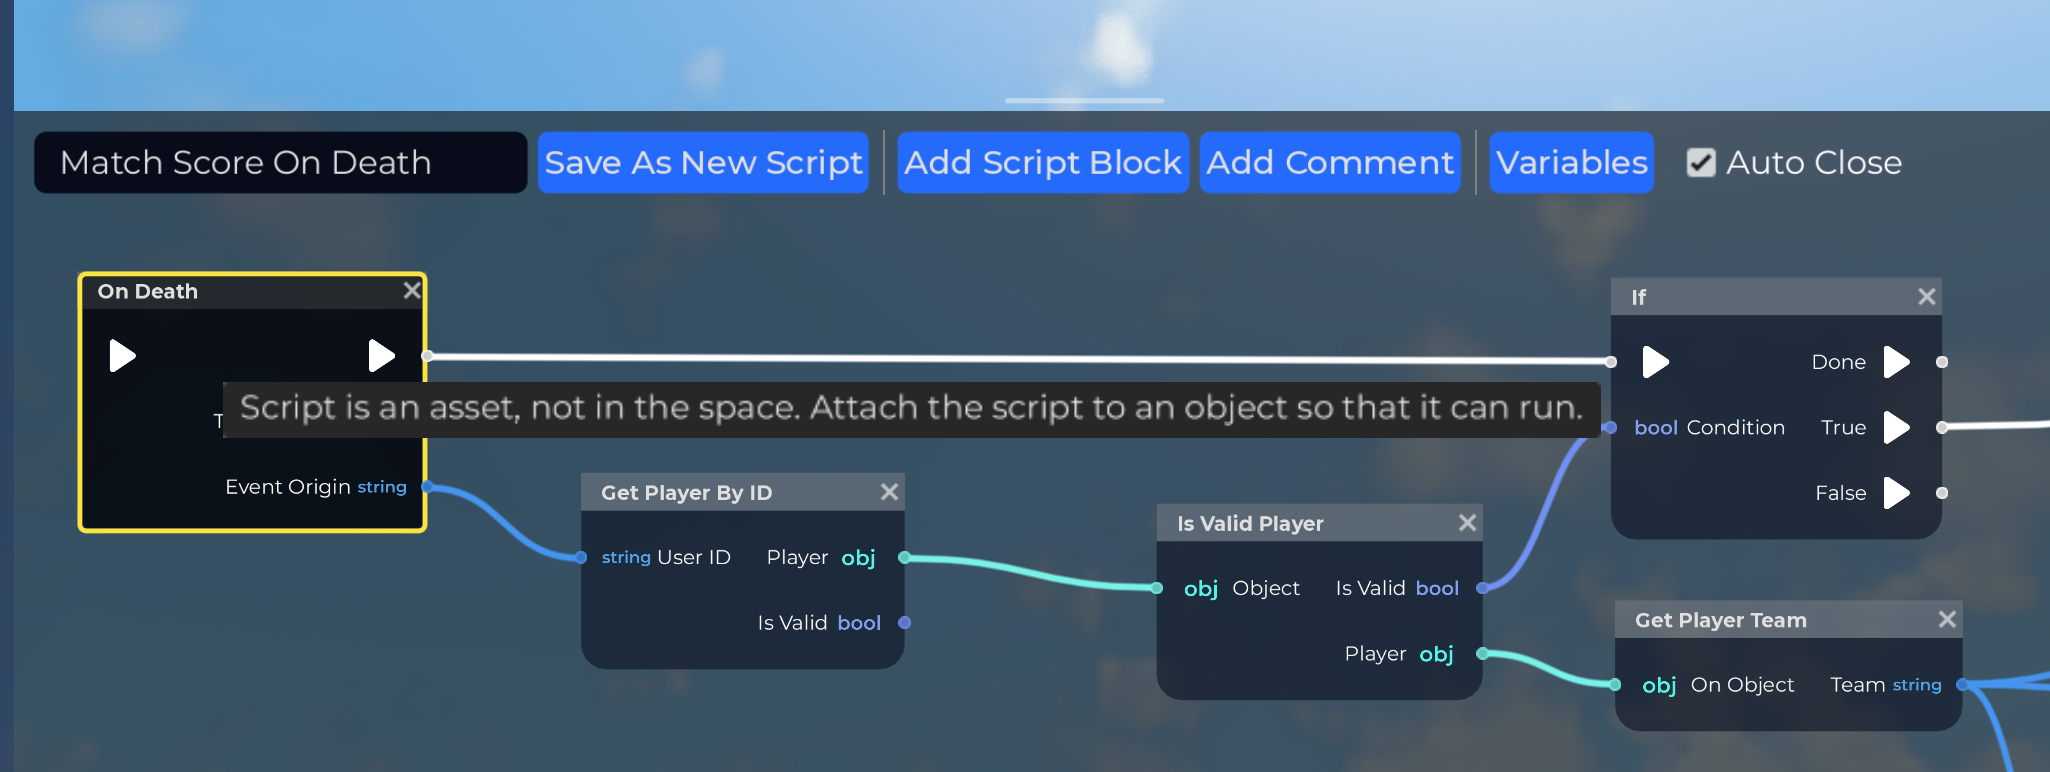 Match Score On Death
Save As New Script
Add Script Block
Add Comment
Variables
Auto Close
On Death
Script is an asset, not in the space. Attach the script to an object so that it can run.
Event Origin string
Get Player By ID
string User ID
Player obj
Is Valid bool
Is Valid Player
obj Object
Is Valid bool
Player obj
If
Done
bool Condition
True
False
Get Player Team
obj On Object
Team string